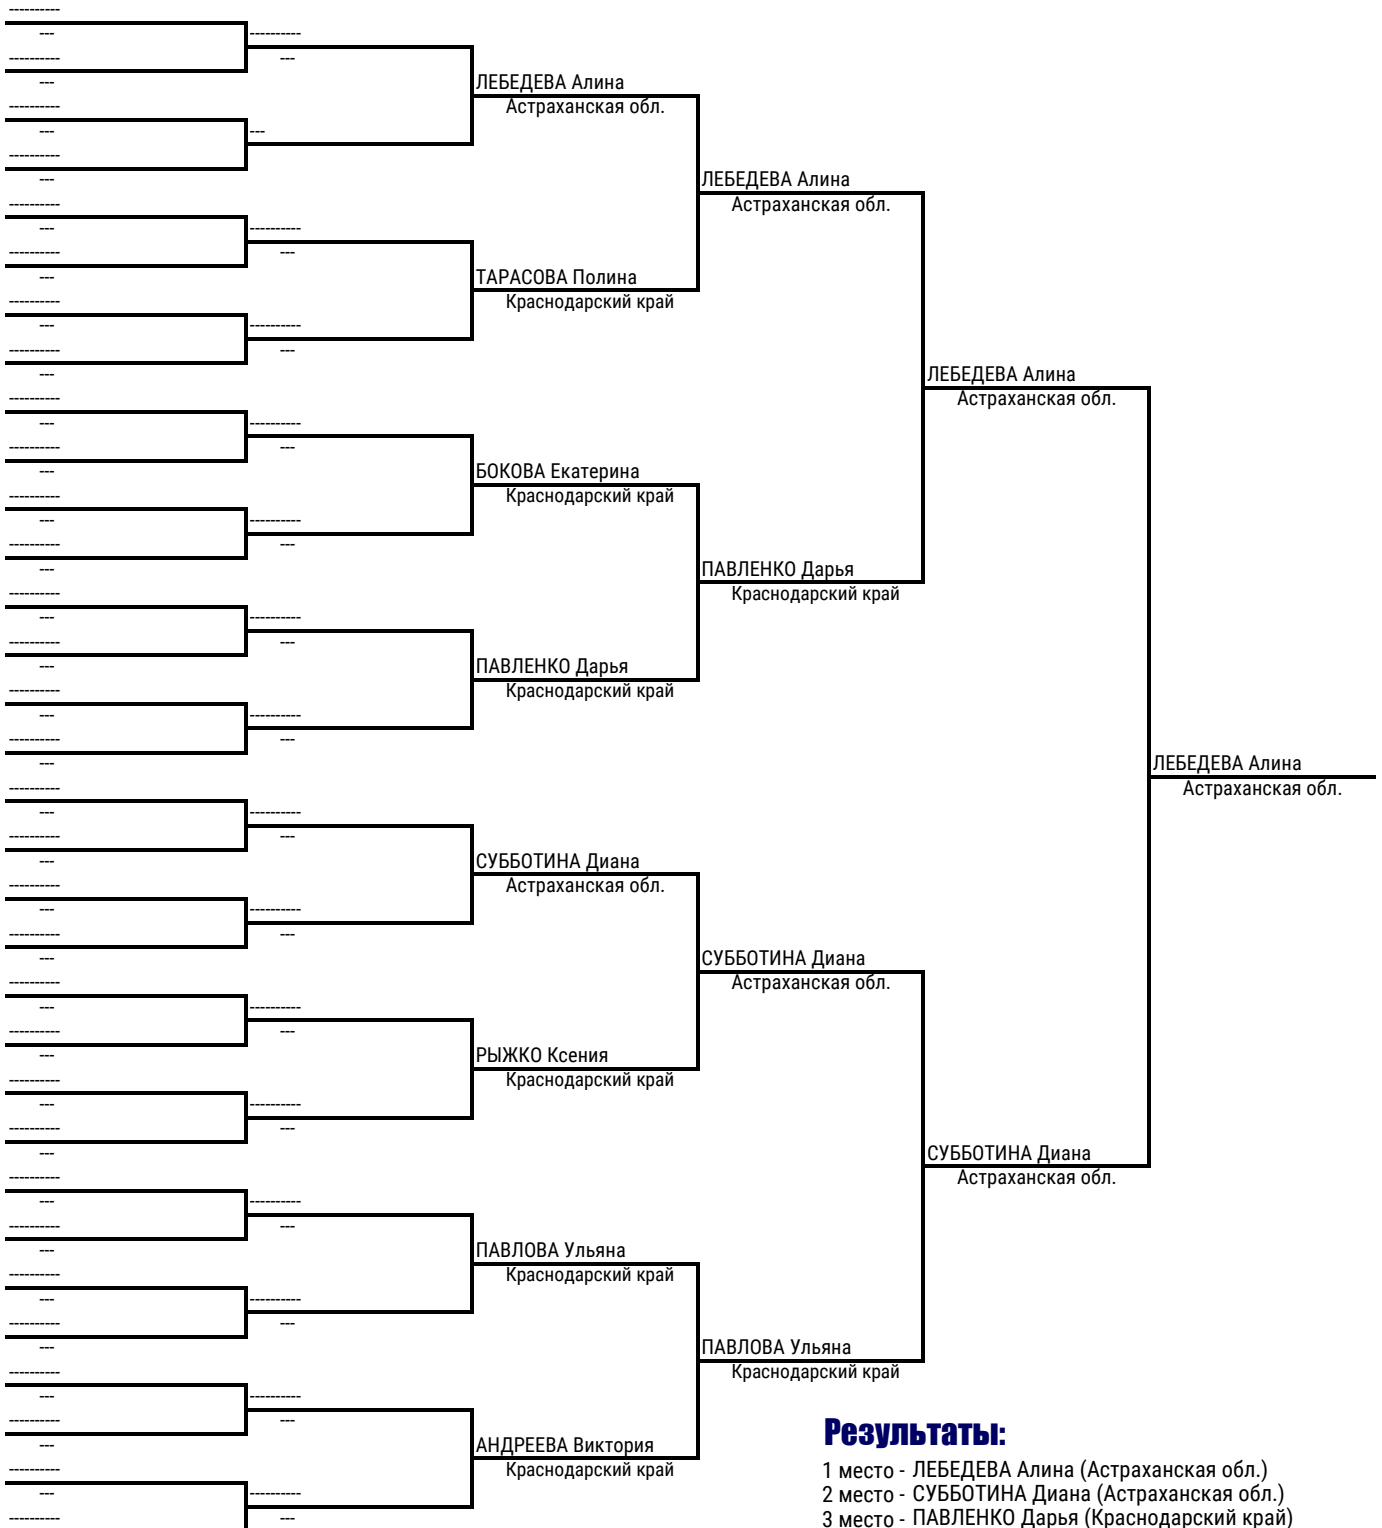 ЛЕБЕДЕВА Алина
Астраханская обл.
ЛЕБЕДЕВА Алина
Астраханская обл.
ТАРАСОВА Полина
Краснодарский край
ЛЕБЕДЕВА Алина
Астраханская обл.
БОКОВА Екатерина
Краснодарский край
ПАВЛЕНКО Дарья
Краснодарский край
ПАВЛЕНКО Дарья
Краснодарский край
ЛЕБЕДЕВА Алина
Астраханская обл.
СУББОТИНА Диана
Астраханская обл.
СУББОТИНА Диана
Астраханская обл.
РЫЖКО Ксения
Краснодарский край
СУББОТИНА Диана
Астраханская обл.
ПАВЛОВА Ульяна
Краснодарский край
ПАВЛОВА Ульяна
Краснодарский край
АНДРЕЕВА Виктория
Краснодарский край
Результаты:
1 место - ЛЕБЕДЕВА Алина (Астраханская обл.)
2 место - СУББОТИНА Диана (Астраханская обл.)
3 место - ПАВЛЕНКО Дарья (Краснодарский край)